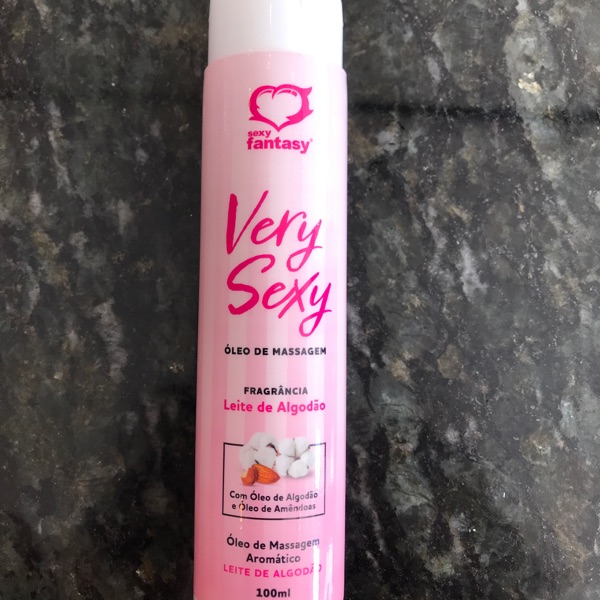 sexy
fantasy®
Very
Sexy
ÓLEO DE MASSAGEM
FRAGRÂNCIA
Leite de Algodão
Com Óleo de Algodão
e Óleo de Amêndoas
Óleo de Massagem
Aromático
LEITE DE ALGODÃO
100ml